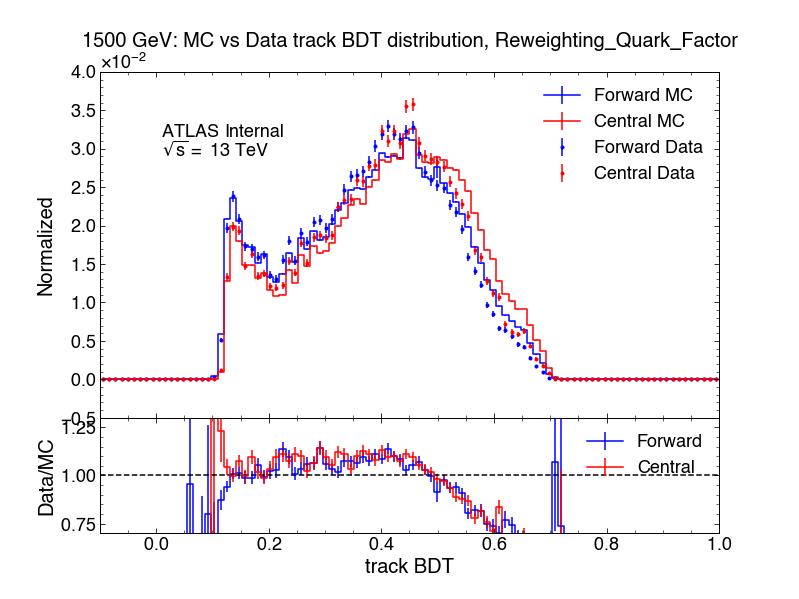 1500 GeV: MC vs Data track BDT distribution, Reweighting_Quark_Factor
×10⁻²
4.0
3.5
3.0
2.5
2.0
1.5
1.0
0.5
0.0
−0.5
Normalized
ATLAS Internal
√s = 13 TeV
Forward MC
Central MC
Forward Data
Central Data
1.25
1.00
0.75
Data/MC
Forward
Central
0.0 0.2 0.4 0.6 0.8 1.0
track BDT